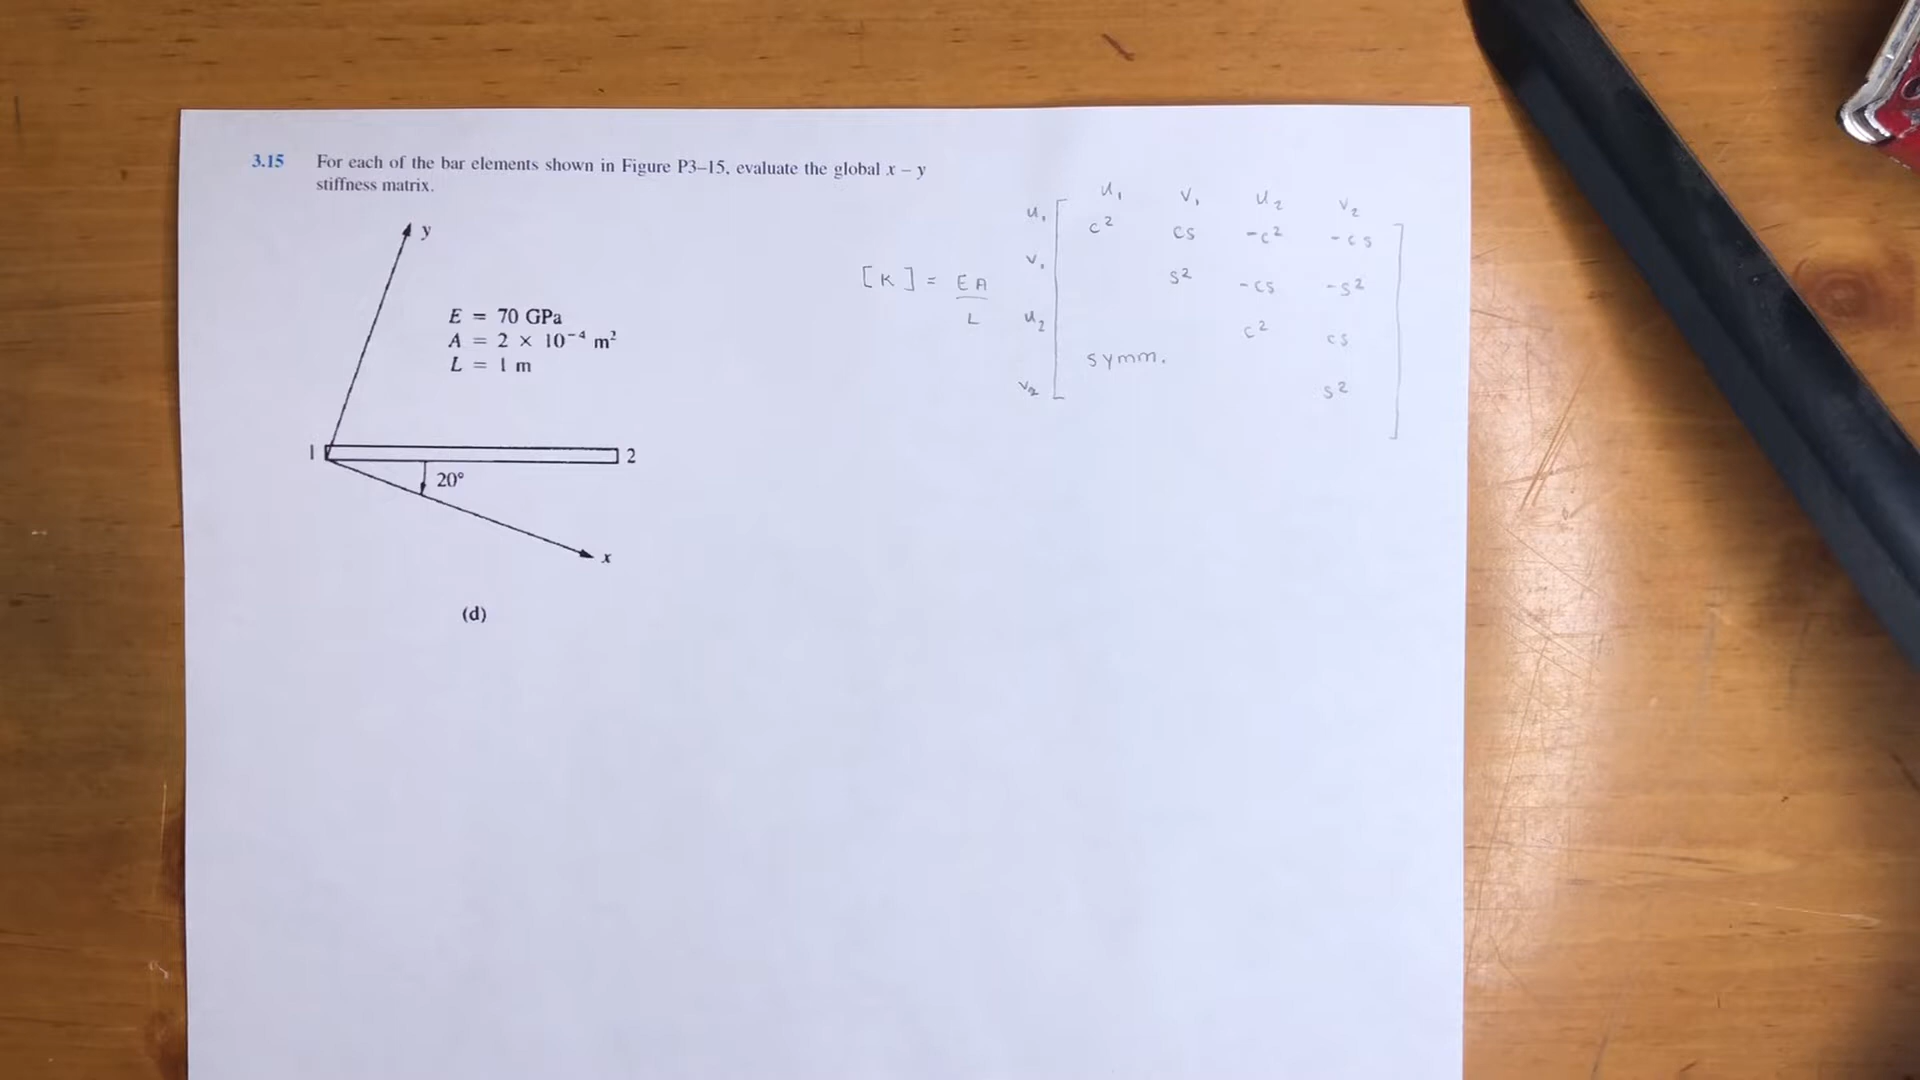 3.15 For each of the bar elements shown in Figure P3–15, evaluate the global x – y
stiffness matrix.
y
E = 70 GPa
A = 2 × 10⁻⁴ m²
L = 1 m
1
2
20°
x
(d)
u₁ v₁ u₂ v₂
u₁ c² cs -c² -cs
v₁ s² -cs -s²
[K] = EA
L
u₂ c² cs
symm.
v₂ s²